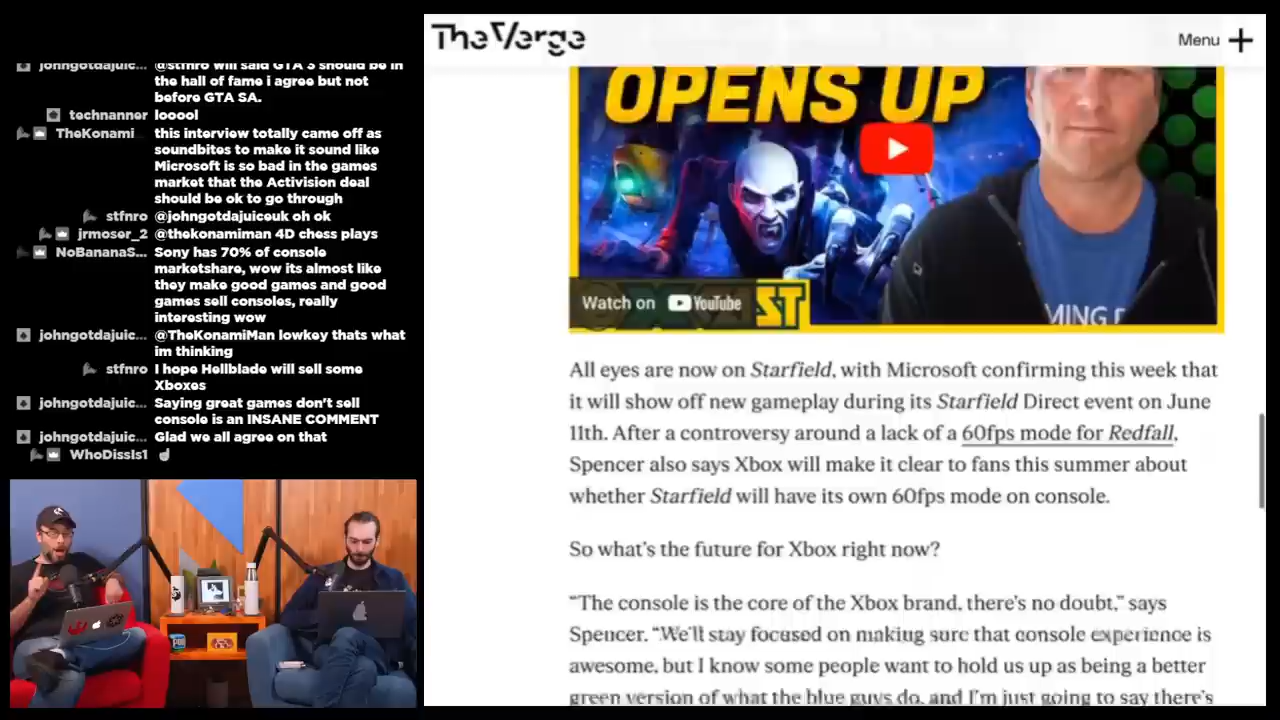 johngotdajuic... @stfnro will said GTA 3 should be in
the hall of fame i agree but not
before GTA SA.
technanner looool
TheKonami this interview totally came off as
soundbites to make it sound like
Microsoft is so bad in the games
market that the Activision deal
should be ok to go through
stfnro @johngotdajuiceuk oh ok
jrmoser_2 @thekonamiman 4D chess plays
NoBananaS... Sony has 70% of console
marketshare, wow its almost like
they make good games and good
games sell consoles, really
interesting wow
johngotdajuic... @TheKonamiMan lowkey thats what
im thinking
stfnro I hope Hellblade will sell some
Xboxes
johngotdajuic... Saying great games don't sell
console is an INSANE COMMENT
johngotdajuic... Glad we all agree on that
WhoDissIs1 ☝
The Verge
Menu +
OPENS UP
Watch on YouTube
ST
MING
All eyes are now on Starfield, with Microsoft confirming this week that
it will show off new gameplay during its Starfield Direct event on June
11th. After a controversy around a lack of a 60fps mode for Redfall,
Spencer also says Xbox will make it clear to fans this summer about
whether Starfield will have its own 60fps mode on console.
So what's the future for Xbox right now?
“The console is the core of the Xbox brand, there's no doubt,” says
Spencer. “We'll stay focused on making sure that console experience is
awesome, but I know some people want to hold us up as being a better
green version of what the blue guys do, and I'm just going to say there's